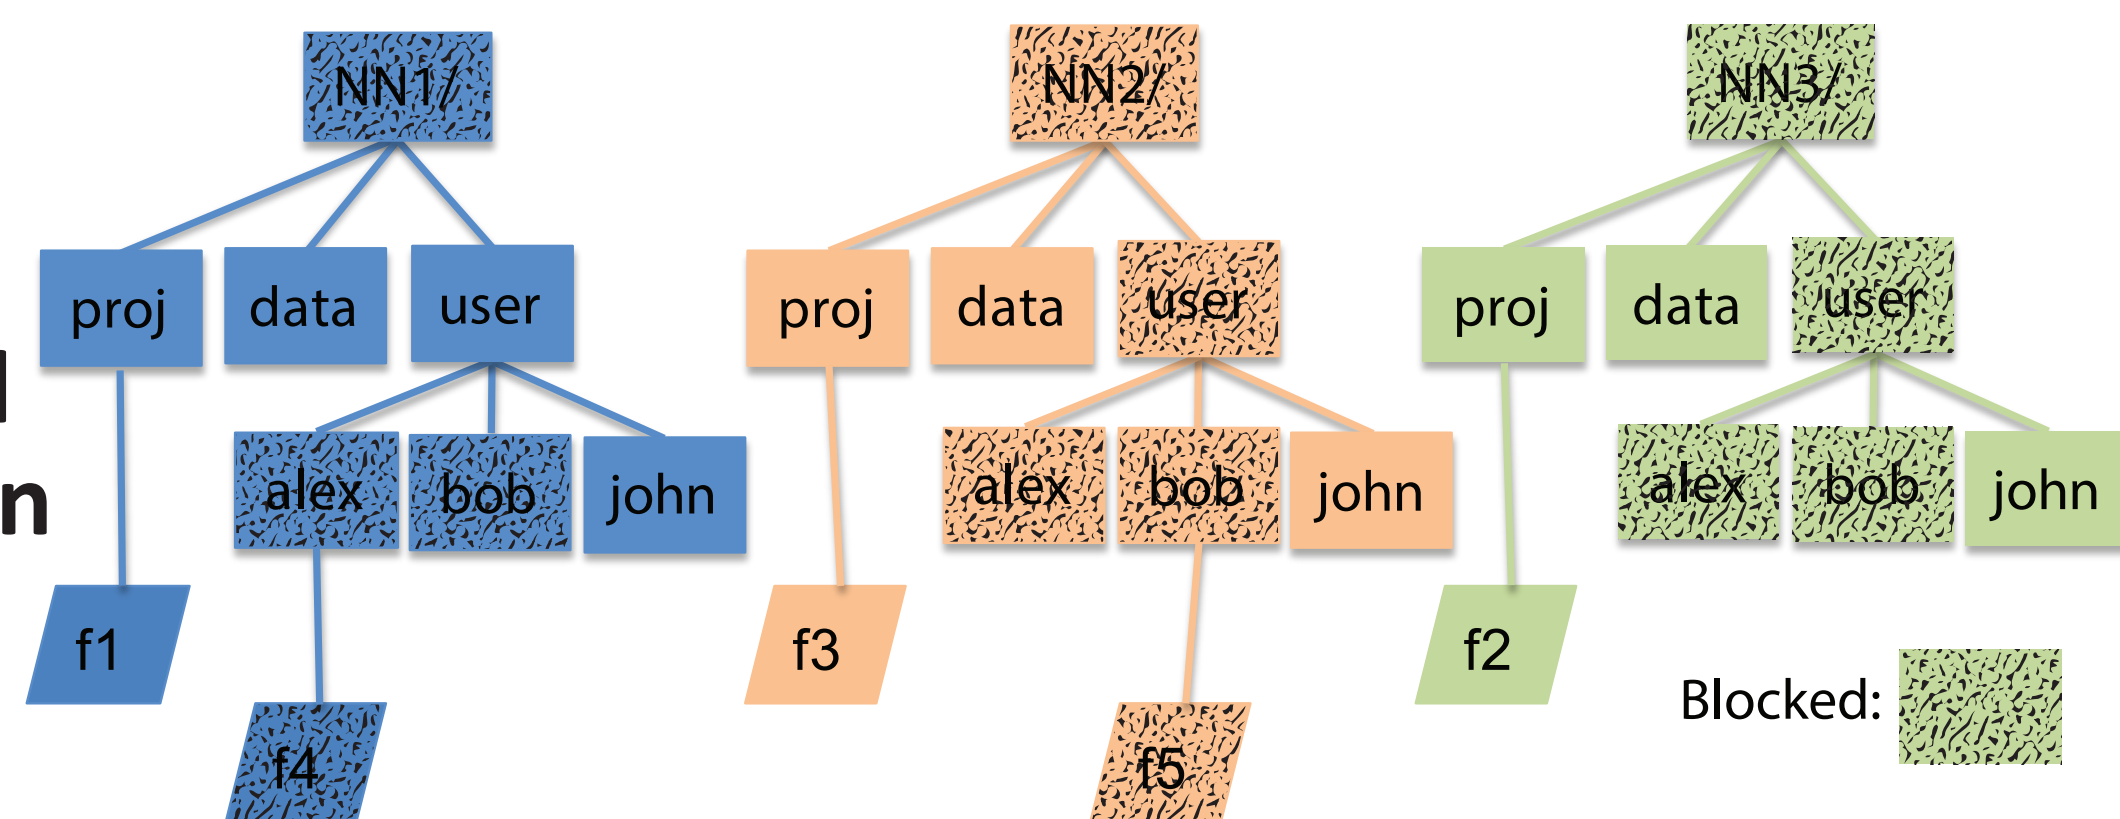 NN1/ NN2/ NN3/
proj data user proj data user proj data user
alex bob john alex bob john alex bob john
n
f1 f3 f2
Blocked:
f4 f5